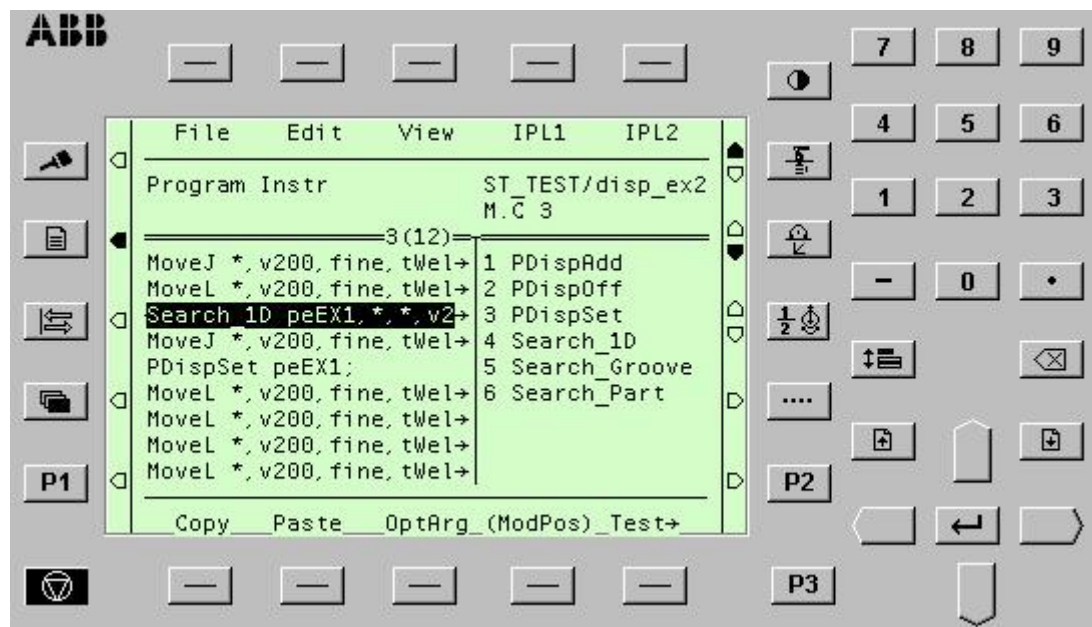 ABB
7 8 9
File Edit View IPL1 IPL2
4 5 6
Program Instr ST_TEST/disp_ex2
M.C 3
1 2 3
3(12)
MoveJ *,v200,fine,tWel→ 1 PDispAdd
MoveL *,v200,fine,tWel→ 2 PDispOff
- 0 .
Search_1D peEX1,*,*,v2→ 3 PDispSet
1/2
MoveJ *,v200,fine,tWel→ 4 Search_1D
PDispSet peEX1; 5 Search_Groove
MoveL *,v200,fine,tWel→ 6 Search_Part
MoveL *,v200,fine,tWel→
MoveL *,v200,fine,tWel→
MoveL *,v200,fine,tWel→
P1 P2
Copy Paste OptArg (ModPos) Test→
P3